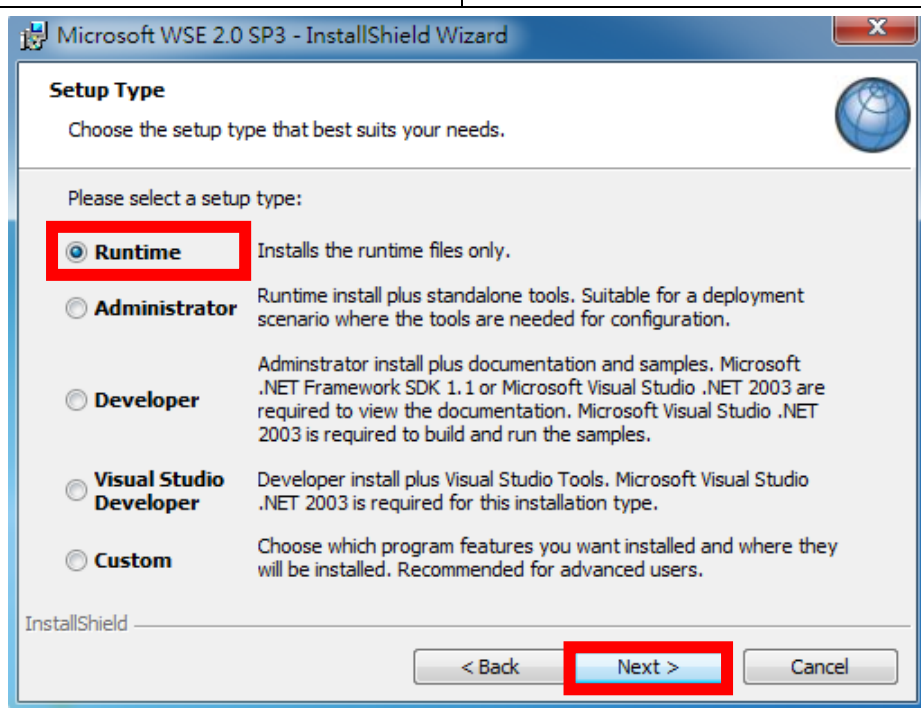 Microsoft WSE 2.0 SP3 - InstallShield Wizard
Setup Type
Choose the setup type that best suits your needs.
Please select a setup type:
Runtime
Installs the runtime files only.
Administrator
Runtime install plus standalone tools. Suitable for a deployment
scenario where the tools are needed for configuration.
Developer
Adminstrator install plus documentation and samples. Microsoft
.NET Framework SDK 1.1 or Microsoft Visual Studio .NET 2003 are
required to view the documentation. Microsoft Visual Studio .NET
2003 is required to build and run the samples.
Visual Studio
Developer
Developer install plus Visual Studio Tools. Microsoft Visual Studio
.NET 2003 is required for this installation type.
Custom
Choose which program features you want installed and where they
will be installed. Recommended for advanced users.
InstallShield
< Back
Next >
Cancel